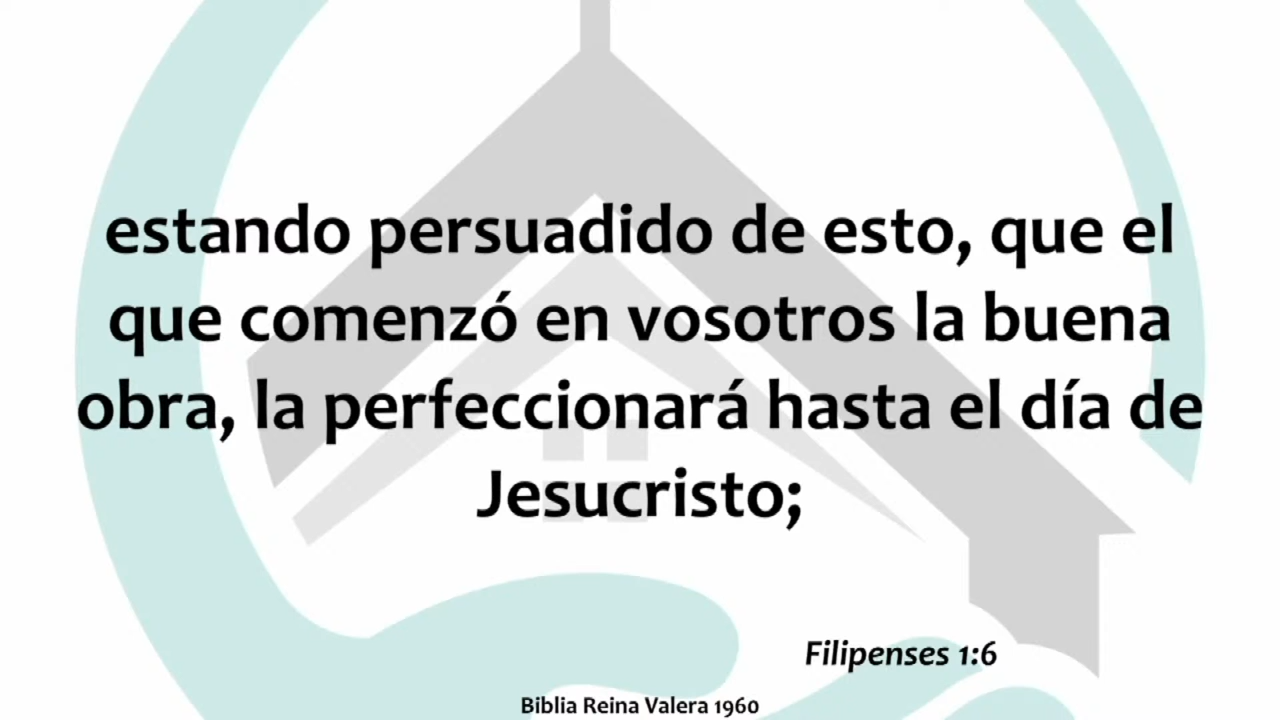 estando persuadido de esto, que el
que comenzó en vosotros la buena
obra, la perfeccionará hasta el día de
Jesucristo;
Filipenses 1:6
Biblia Reina Valera 1960